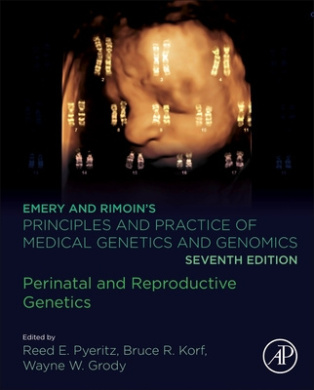 EMERY AND RIMOIN'S
PRINCIPLES AND PRACTICE OF
MEDICAL GENETICS AND GENOMICS
SEVENTH EDITION
Perinatal and Reproductive
Genetics
Edited by
Reed E. Pyeritz, Bruce R. Korf,
Wayne W. Grody